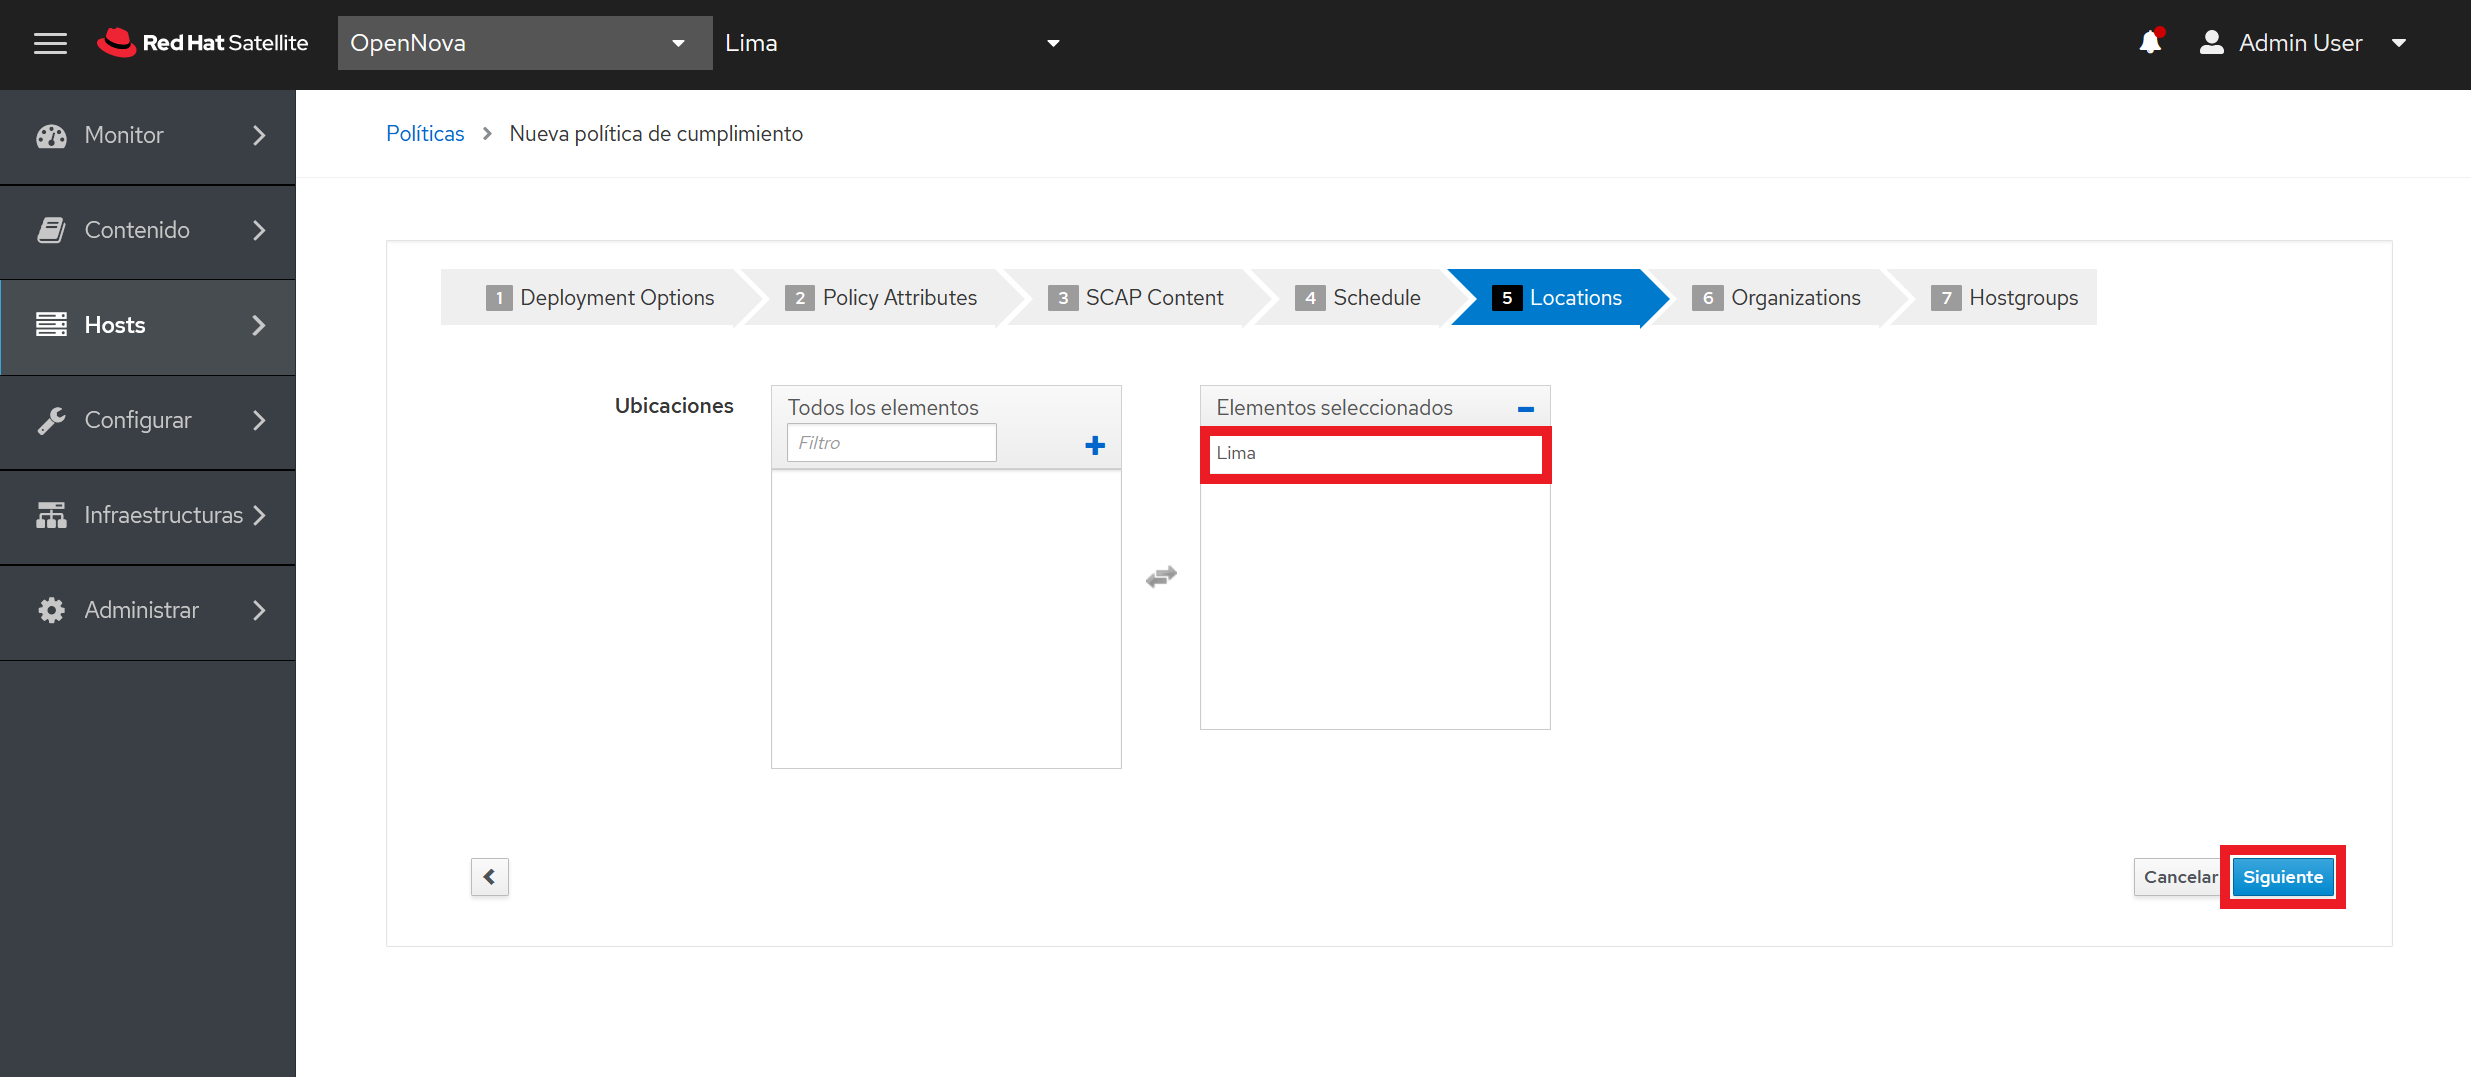 Red Hat Satellite
OpenNova
Lima
Admin User
Monitor
Contenido
Hosts
Configurar
Infraestructuras
Administrar
Políticas
Nueva política de cumplimiento
1 Deployment Options
2 Policy Attributes
3 SCAP Content
4 Schedule
5 Locations
6 Organizations
7 Hostgroups
Ubicaciones
Todos los elementos
Filtro
Elementos seleccionados
Lima
Cancelar
Siguiente